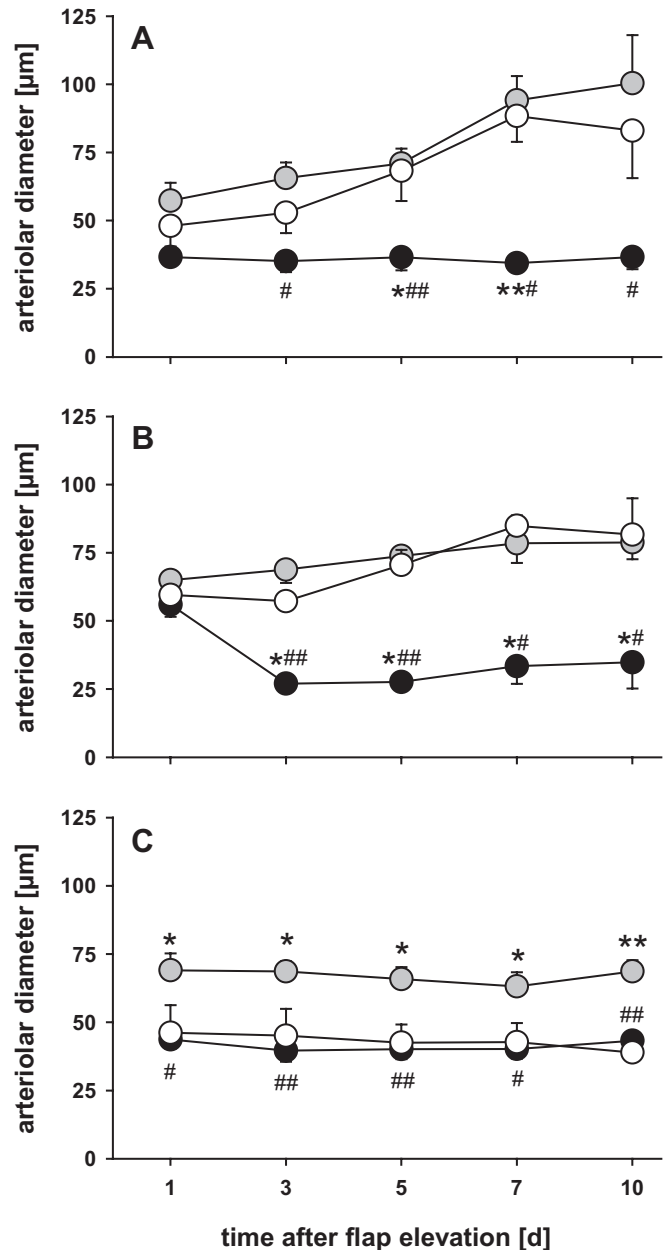 A
arteriolar diameter [µm]
125
100
75
50
25
0
# *## **# #
B
arteriolar diameter [µm]
125
100
75
50
25
0
*## *## *# *#
C
arteriolar diameter [µm]
125
100
75
50
25
0
* * * * **
##
# ## ## #
1 3 5 7 10
time after flap elevation [d]